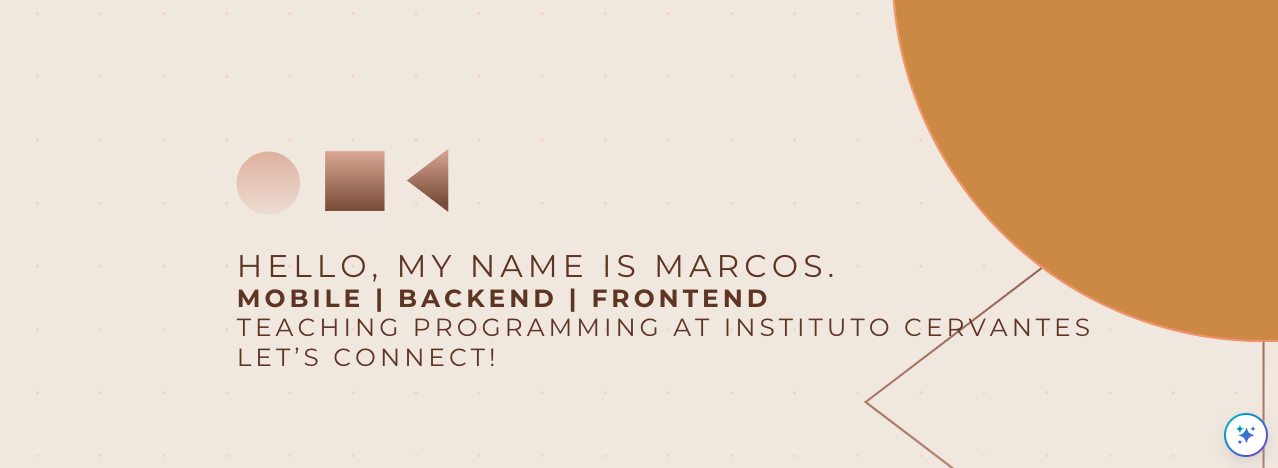 HELLO, MY NAME IS MARCOS.
MOBILE | BACKEND | FRONTEND
TEACHING PROGRAMMING AT INSTITUTO CERVANTES
LET’S CONNECT!